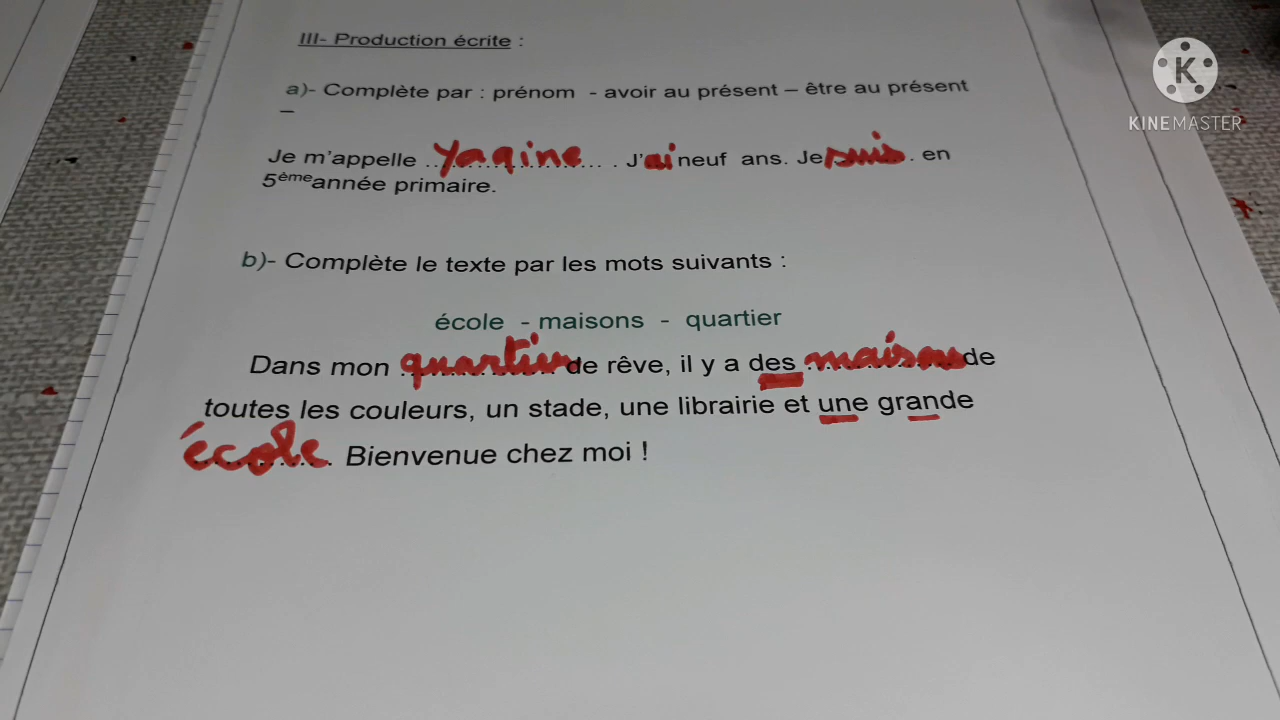 III- Production écrite :
a)- Complète par : prénom - avoir au présent – être au présent
–
Je m'appelle ..Yaqine.... . J'ai neuf ans. Je suis. en
5ème année primaire.
b)- Complète le texte par les mots suivants :
école - maisons - quartier
Dans mon quartier de rêve, il y a des maisons de
toutes les couleurs, un stade, une librairie et une grande
école. Bienvenue chez moi !
K
KINEMASTER